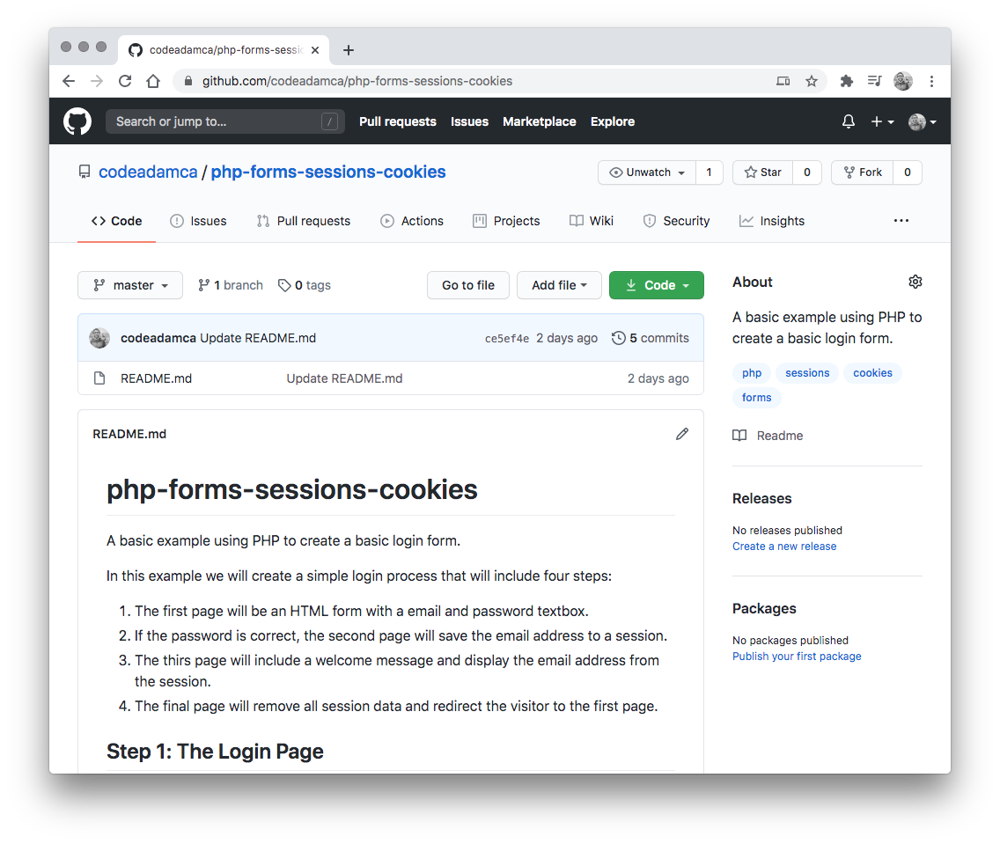 codeadamca/php-forms-sessi
github.com/codeadamca/php-forms-sessions-cookies
Search or jump to... / Pull requests Issues Marketplace Explore
codeadamca / php-forms-sessions-cookies Unwatch 1 Star 0 Fork 0
Code Issues Pull requests Actions Projects Wiki Security Insights
master 1 branch 0 tags Go to file Add file Code
codeadamca Update README.md ce5ef4e 2 days ago 5 commits
README.md Update README.md 2 days ago
README.md
php-forms-sessions-cookies
A basic example using PHP to create a basic login form.
In this example we will create a simple login process that will include four steps:
1. The first page will be an HTML form with a email and password textbox.
2. If the password is correct, the second page will save the email address to a session.
3. The thirs page will include a welcome message and display the email address from
the session.
4. The final page will remove all session data and redirect the visitor to the first page.
Step 1: The Login Page
About
A basic example using PHP to
create a basic login form.
php sessions cookies
forms
Readme
Releases
No releases published
Create a new release
Packages
No packages published
Publish your first package